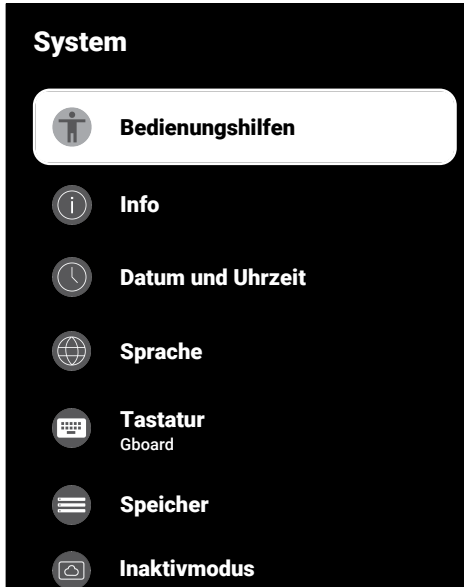 System
Bedienungshilfen
Info
Datum und Uhrzeit
Sprache
Tastatur
Gboard
Speicher
Inaktivmodus